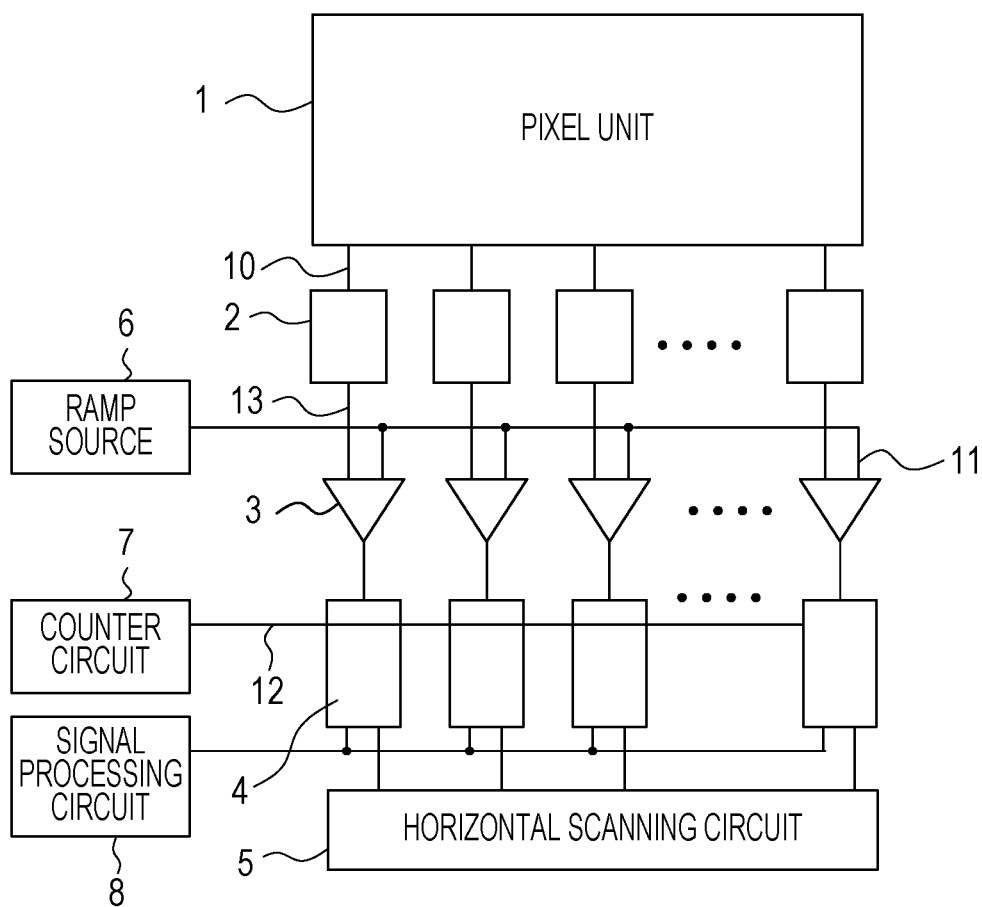 1
PIXEL UNIT
10
2
6
RAMP
SOURCE
13
11
3
7
COUNTER
CIRCUIT
12
SIGNAL
PROCESSING
CIRCUIT
4
HORIZONTAL SCANNING CIRCUIT
5
8